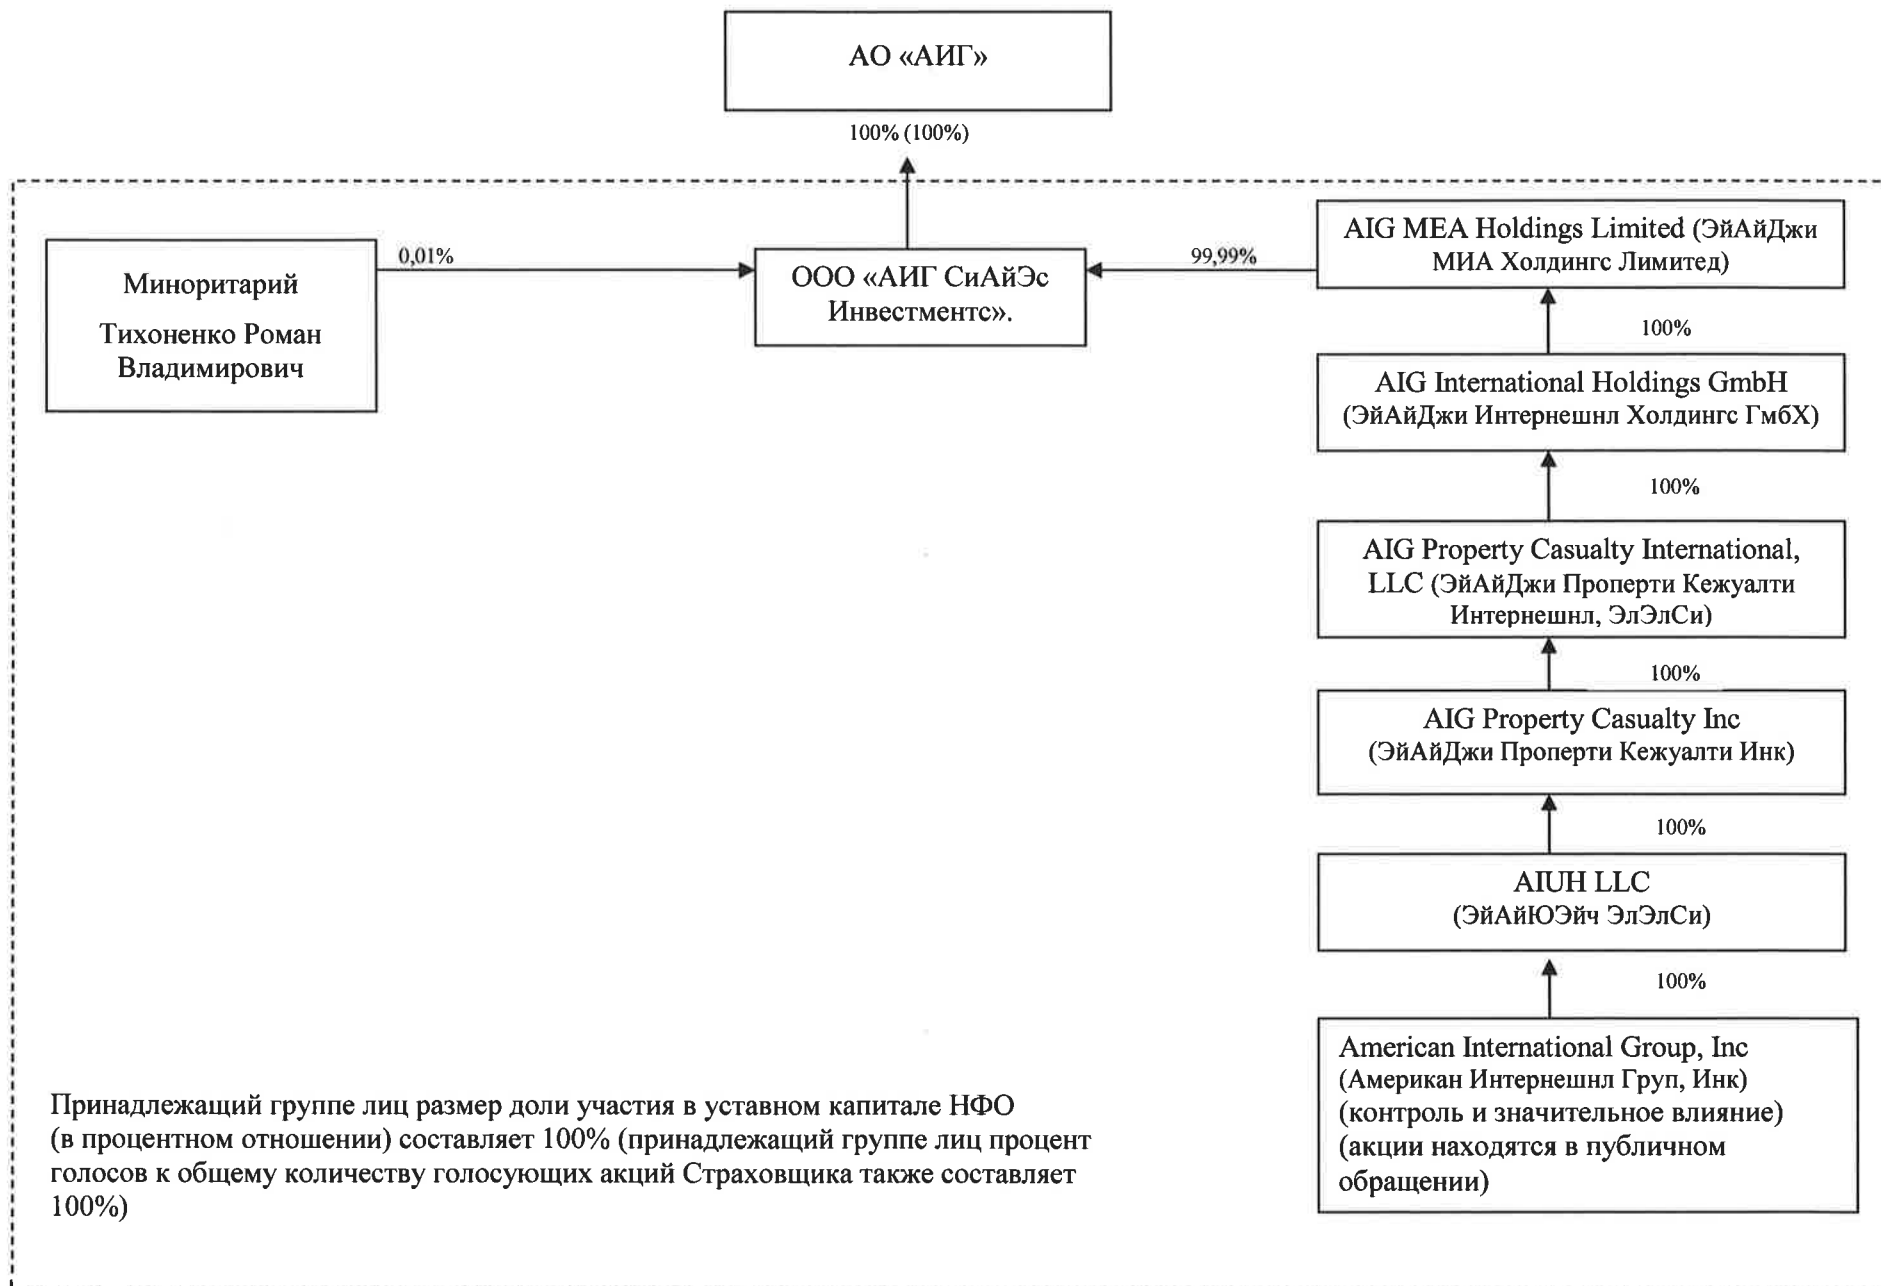 АО «АИГ»
100% (100%)
Миноритарий
Тихоненко Роман
Владимирович
0,01%
ООО «АИГ СиАйЭс
Инвестментс».
99,99%
AIG MEA Holdings Limited (ЭйАйДжи
МИА Холдингс Лимитед)
100%
AIG International Holdings GmbH
(ЭйАйДжи Интернешнл Холдингс ГмбХ)
100%
AIG Property Casualty International,
LLC (ЭйАйДжи Проперти Кежуалти
Интернешнл, ЭлЭлСи)
100%
AIG Property Casualty Inc
(ЭйАйДжи Проперти Кежуалти Инк)
100%
AIUH LLC
(ЭйАйЮЭйч ЭлЭлСи)
100%
American International Group, Inc
(Американ Интернешнл Груп, Инк)
(контроль и значительное влияние)
(акции находятся в публичном
обращении)
Принадлежащий группе лиц размер доли участия в уставном капитале НФО
(в процентном отношении) составляет 100% (принадлежащий группе лиц процент
голосов к общему количеству голосующих акций Страховщика также составляет
100%)